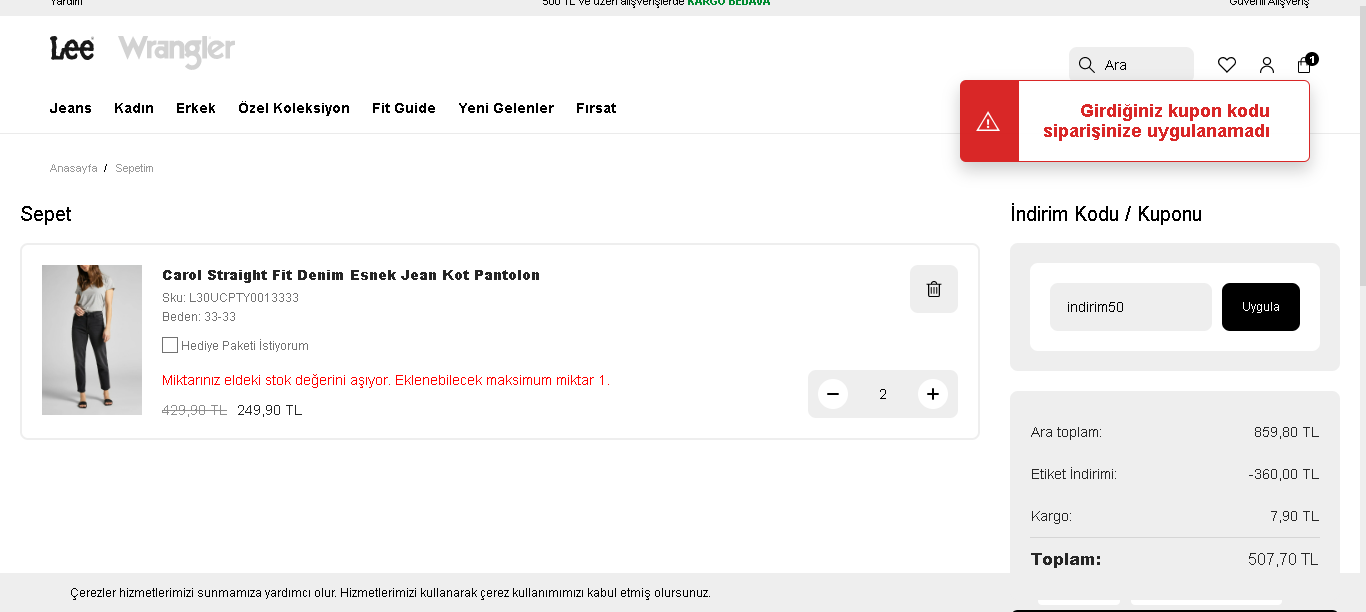 Yardım
500 TL ve üzeri alışverişlerde KARGO BEDAVA
Güvenli Alışveriş
Lee Wrangler
Ara
1
Jeans Kadın Erkek Özel Koleksiyon Fit Guide Yeni Gelenler Fırsat
Girdiğiniz kupon kodu
siparişinize uygulanamadı
Anasayfa / Sepetim
Sepet
Carol Straight Fit Denim Esnek Jean Kot Pantolon
Sku: L30UCPTY0013333
Beden: 33-33
Hediye Paketi İstiyorum
Miktarınız eldeki stok değerini aşıyor. Eklenebilecek maksimum miktar 1.
429,90 TL 249,90 TL
2
İndirim Kodu / Kuponu
indirim50
Uygula
Ara toplam: 859,80 TL
Etiket İndirimi: -360,00 TL
Kargo: 7,90 TL
Toplam: 507,70 TL
Çerezler hizmetlerimizi sunmamıza yardımcı olur. Hizmetlerimizi kullanarak çerez kullanımımızı kabul etmiş olursunuz.